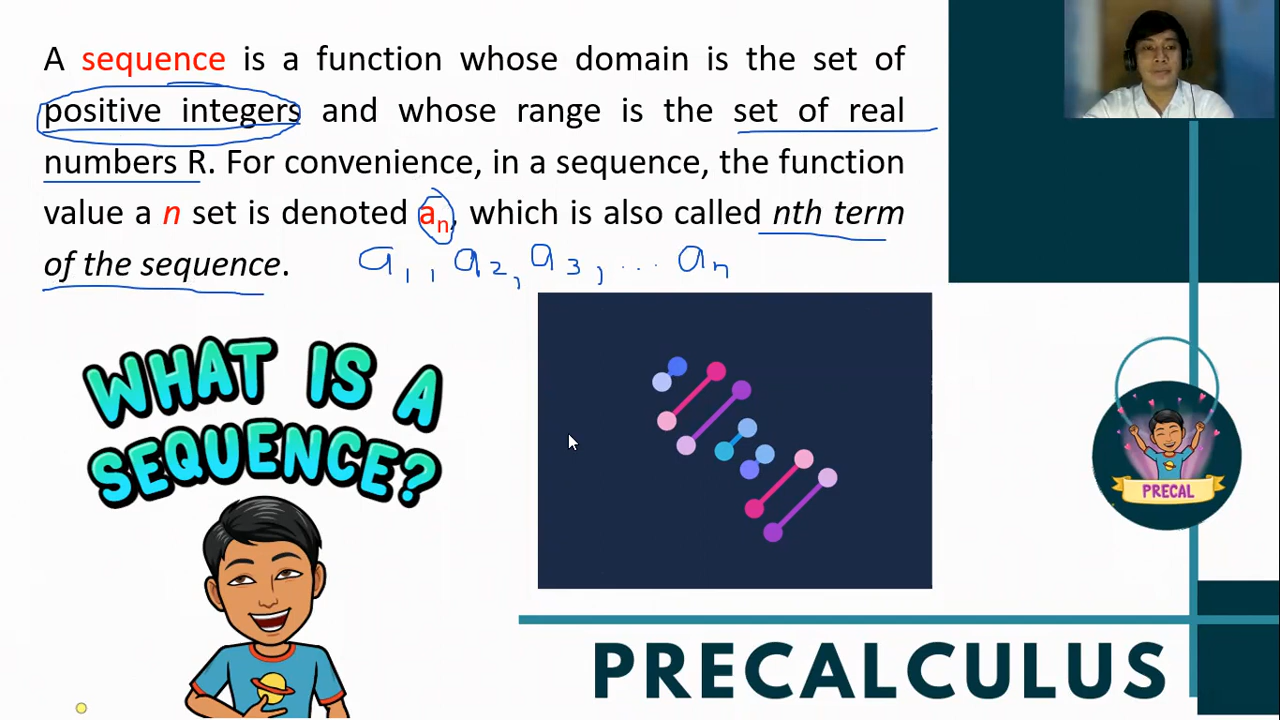 A sequence is a function whose domain is the set of
positive integers and whose range is the set of real
numbers R. For convenience, in a sequence, the function
value a n set is denoted aₙ, which is also called nth term
of the sequence.
a₁, a₂, a₃, ... aₙ
WHAT IS A
SEQUENCE?
PRECAL
PRECALCULUS